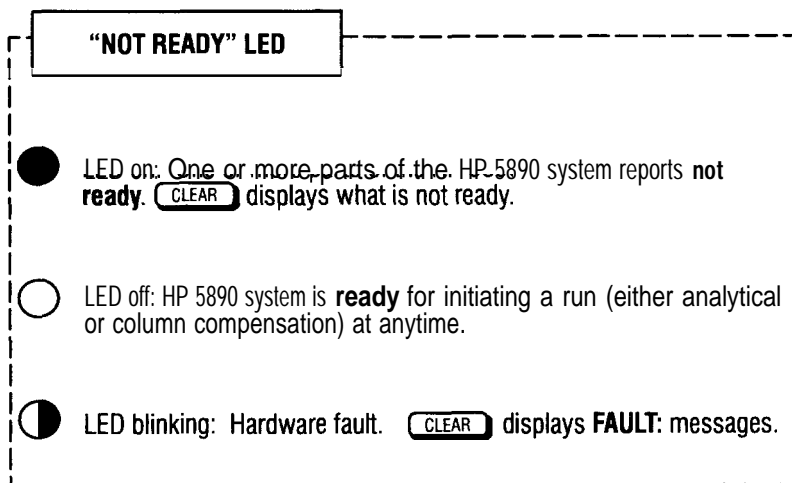 "NOT READY" LED
LED on: One or more parts of the HP 5890 system reports not
ready. CLEAR displays what is not ready.
LED off: HP 5890 system is ready for initiating a run (either analytical
or column compensation) at anytime.
LED blinking: Hardware fault. CLEAR displays FAULT: messages.